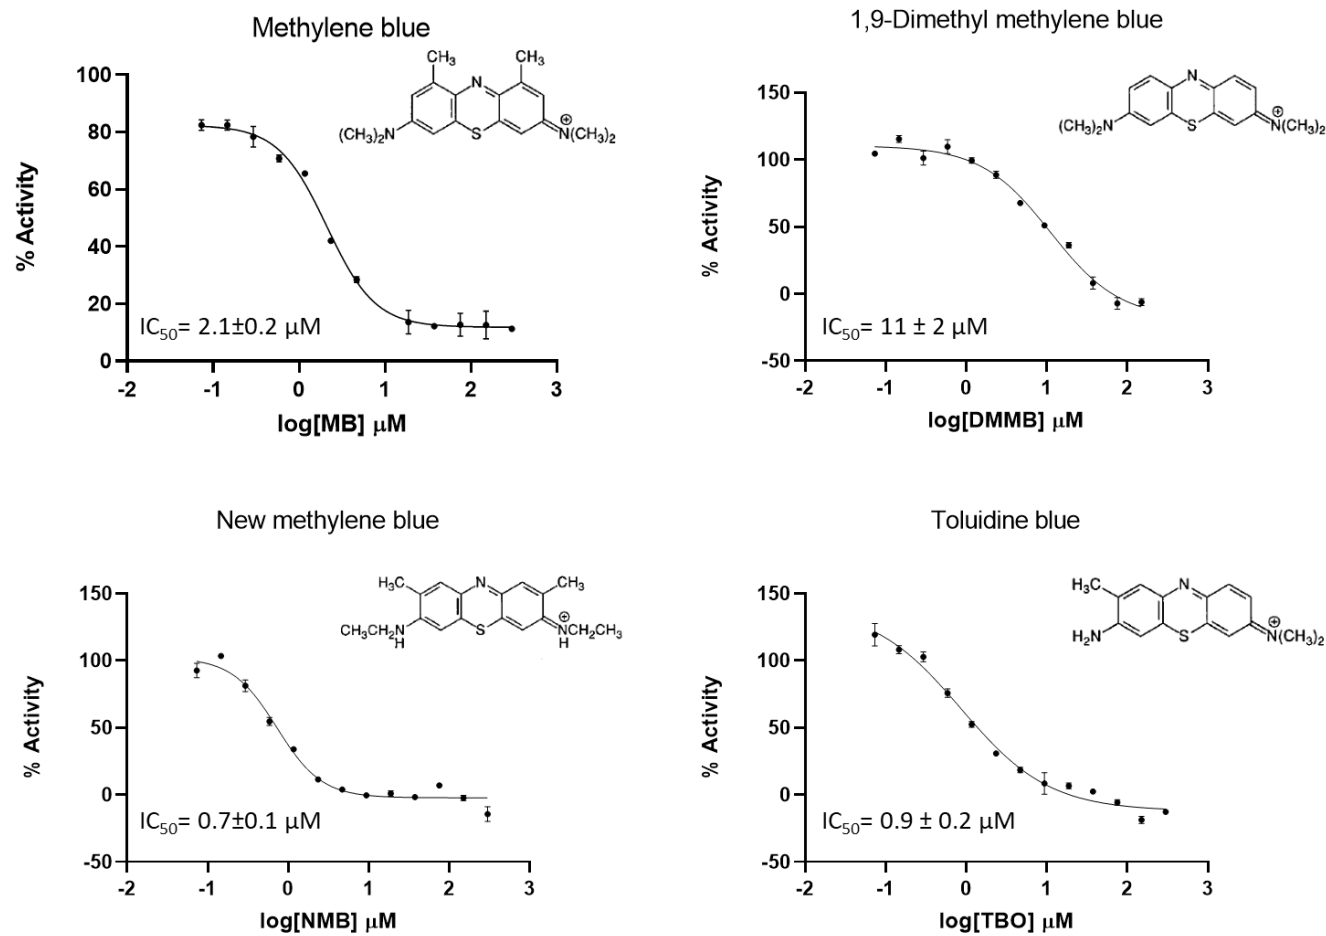 Methylene blue
CH₃ CH₃
N
(CH₃)₂N S ⊕ N(CH₃)₂
% Activity
100
80
60
40
20
0
IC₅₀= 2.1±0.2 μM
-2 -1 0 1 2 3
log[MB] μM
1,9-Dimethyl methylene blue
N
(CH₃)₂N S ⊕ N(CH₃)₂
% Activity
150
100
50
0
-50
IC₅₀= 11 ± 2 μM
-2 -1 0 1 2 3
log[DMMB] μM
New methylene blue
H₃C N CH₃
CH₃CH₂N S ⊕ NCH₂CH₃
H H
% Activity
150
100
50
0
-50
IC₅₀= 0.7±0.1 μM
-2 -1 0 1 2 3
log[NMB] μM
Toluidine blue
H₃C N
H₂N S ⊕ N(CH₃)₂
% Activity
150
100
50
0
-50
IC₅₀= 0.9 ± 0.2 μM
-2 -1 0 1 2 3
log[TBO] μM